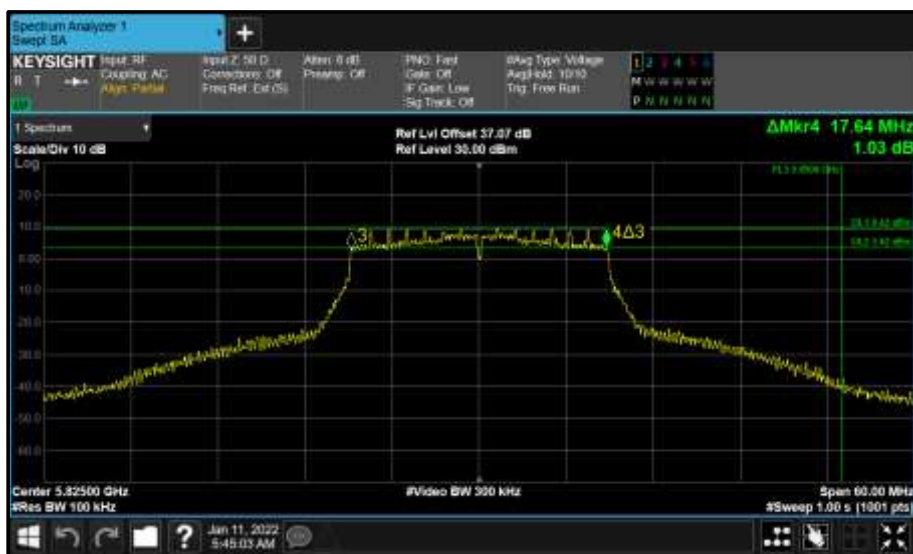 Spectrum Analyzer 1
Swept SA
+
KEYSIGHT
R T
Input: RF
Coupling: AC
Align: Partial
Input Z: 50 Ω
Corrections: Off
Freq Ref: Ext (S)
Atten: 0 dB
Preamp: Off
PNO: Fast
Gate: Off
IF Gain: Low
Sig Track: Off
#Avg Type: Voltage
Avg|Hold: 10/10
Trig: Free Run
1 2 3 4 5 6
M W W W W W
P N N N N N
1 Spectrum
Scale/Div 10 dB
Log
Ref Lvl Offset 37.07 dB
Ref Level 30.00 dBm
ΔMkr4 17.64 MHz
1.03 dB
20.0
10.0
0.00
-10.0
-20.0
-30.0
-40.0
-50.0
-60.0
3
4Δ3
Center 5.82500 GHz
#Res BW 100 kHz
#Video BW 300 kHz
Span 60.00 MHz
#Sweep 1.00 s (1001 pts)
?
Jan 11, 2022
5:45:03 AM